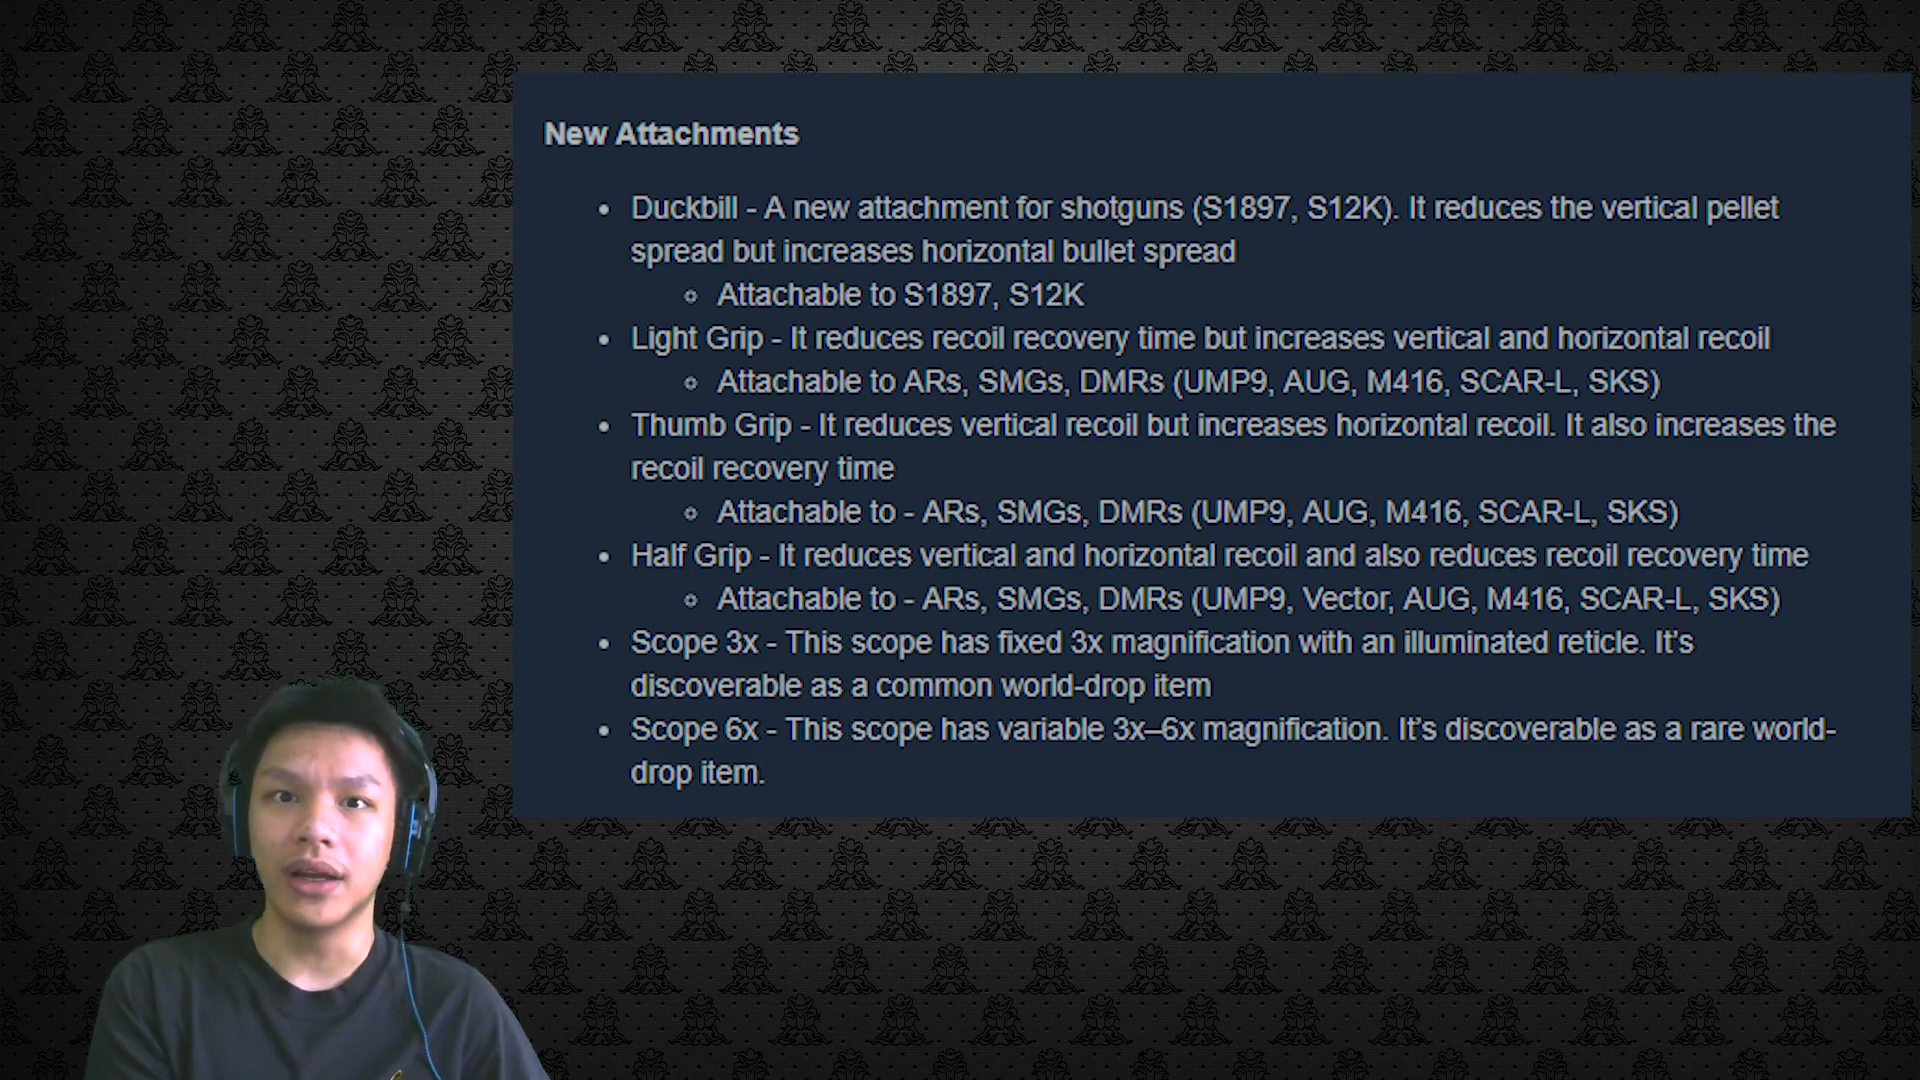 New Attachments
• Duckbill - A new attachment for shotguns (S1897, S12K). It reduces the vertical pellet
spread but increases horizontal bullet spread
◦ Attachable to S1897, S12K
• Light Grip - It reduces recoil recovery time but increases vertical and horizontal recoil
◦ Attachable to ARs, SMGs, DMRs (UMP9, AUG, M416, SCAR-L, SKS)
• Thumb Grip - It reduces vertical recoil but increases horizontal recoil. It also increases the
recoil recovery time
◦ Attachable to - ARs, SMGs, DMRs (UMP9, AUG, M416, SCAR-L, SKS)
• Half Grip - It reduces vertical and horizontal recoil and also reduces recoil recovery time
◦ Attachable to - ARs, SMGs, DMRs (UMP9, Vector, AUG, M416, SCAR-L, SKS)
• Scope 3x - This scope has fixed 3x magnification with an illuminated reticle. It’s
discoverable as a common world-drop item
• Scope 6x - This scope has variable 3x–6x magnification. It’s discoverable as a rare world-
drop item.